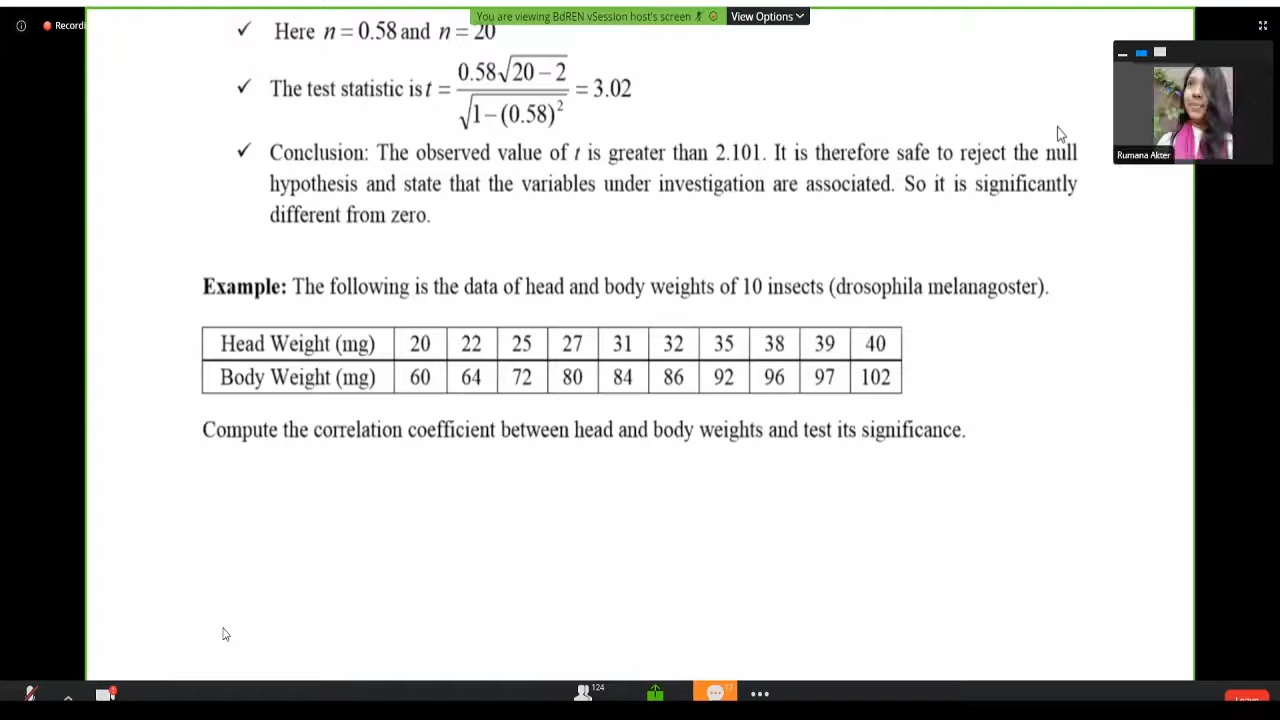 You are viewing BdREN vSession host's screen
View Options
Recordi
✓ Here n = 0.58 and n = 20
✓ The test statistic is t = 0.58√20 − 2 / √1 − (0.58)² = 3.02
✓ Conclusion: The observed value of t is greater than 2.101. It is therefore safe to reject the null
hypothesis and state that the variables under investigation are associated. So it is significantly
different from zero.
Rumana Akter
Example: The following is the data of head and body weights of 10 insects (drosophila melanagoster).
Head Weight (mg) 20 22 25 27 31 32 35 38 39 40
Body Weight (mg) 60 64 72 80 84 86 92 96 97 102
Compute the correlation coefficient between head and body weights and test its significance.
124